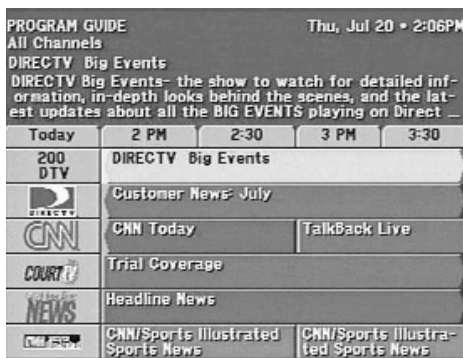 PROGRAM GUIDE Thu, Jul 20 • 2:06PM
All Channels
DIRECTV Big Events
DIRECTV Big Events- the show to watch for detailed inf-
ormation, in-depth looks behind the scenes, and the lat-
est updates about all the BIG EVENTS playing on Direct ...
Today 2 PM 2:30 3 PM 3:30
200 DIRECTV Big Events
DTV
Customer News: July
DIRECTV
CNN CNN Today TalkBack Live
COURT TV Trial Coverage
Headline News
NEWS
CNN/Sports Illustrated CNN/Sports Illustra-
Sports News ted Sports News